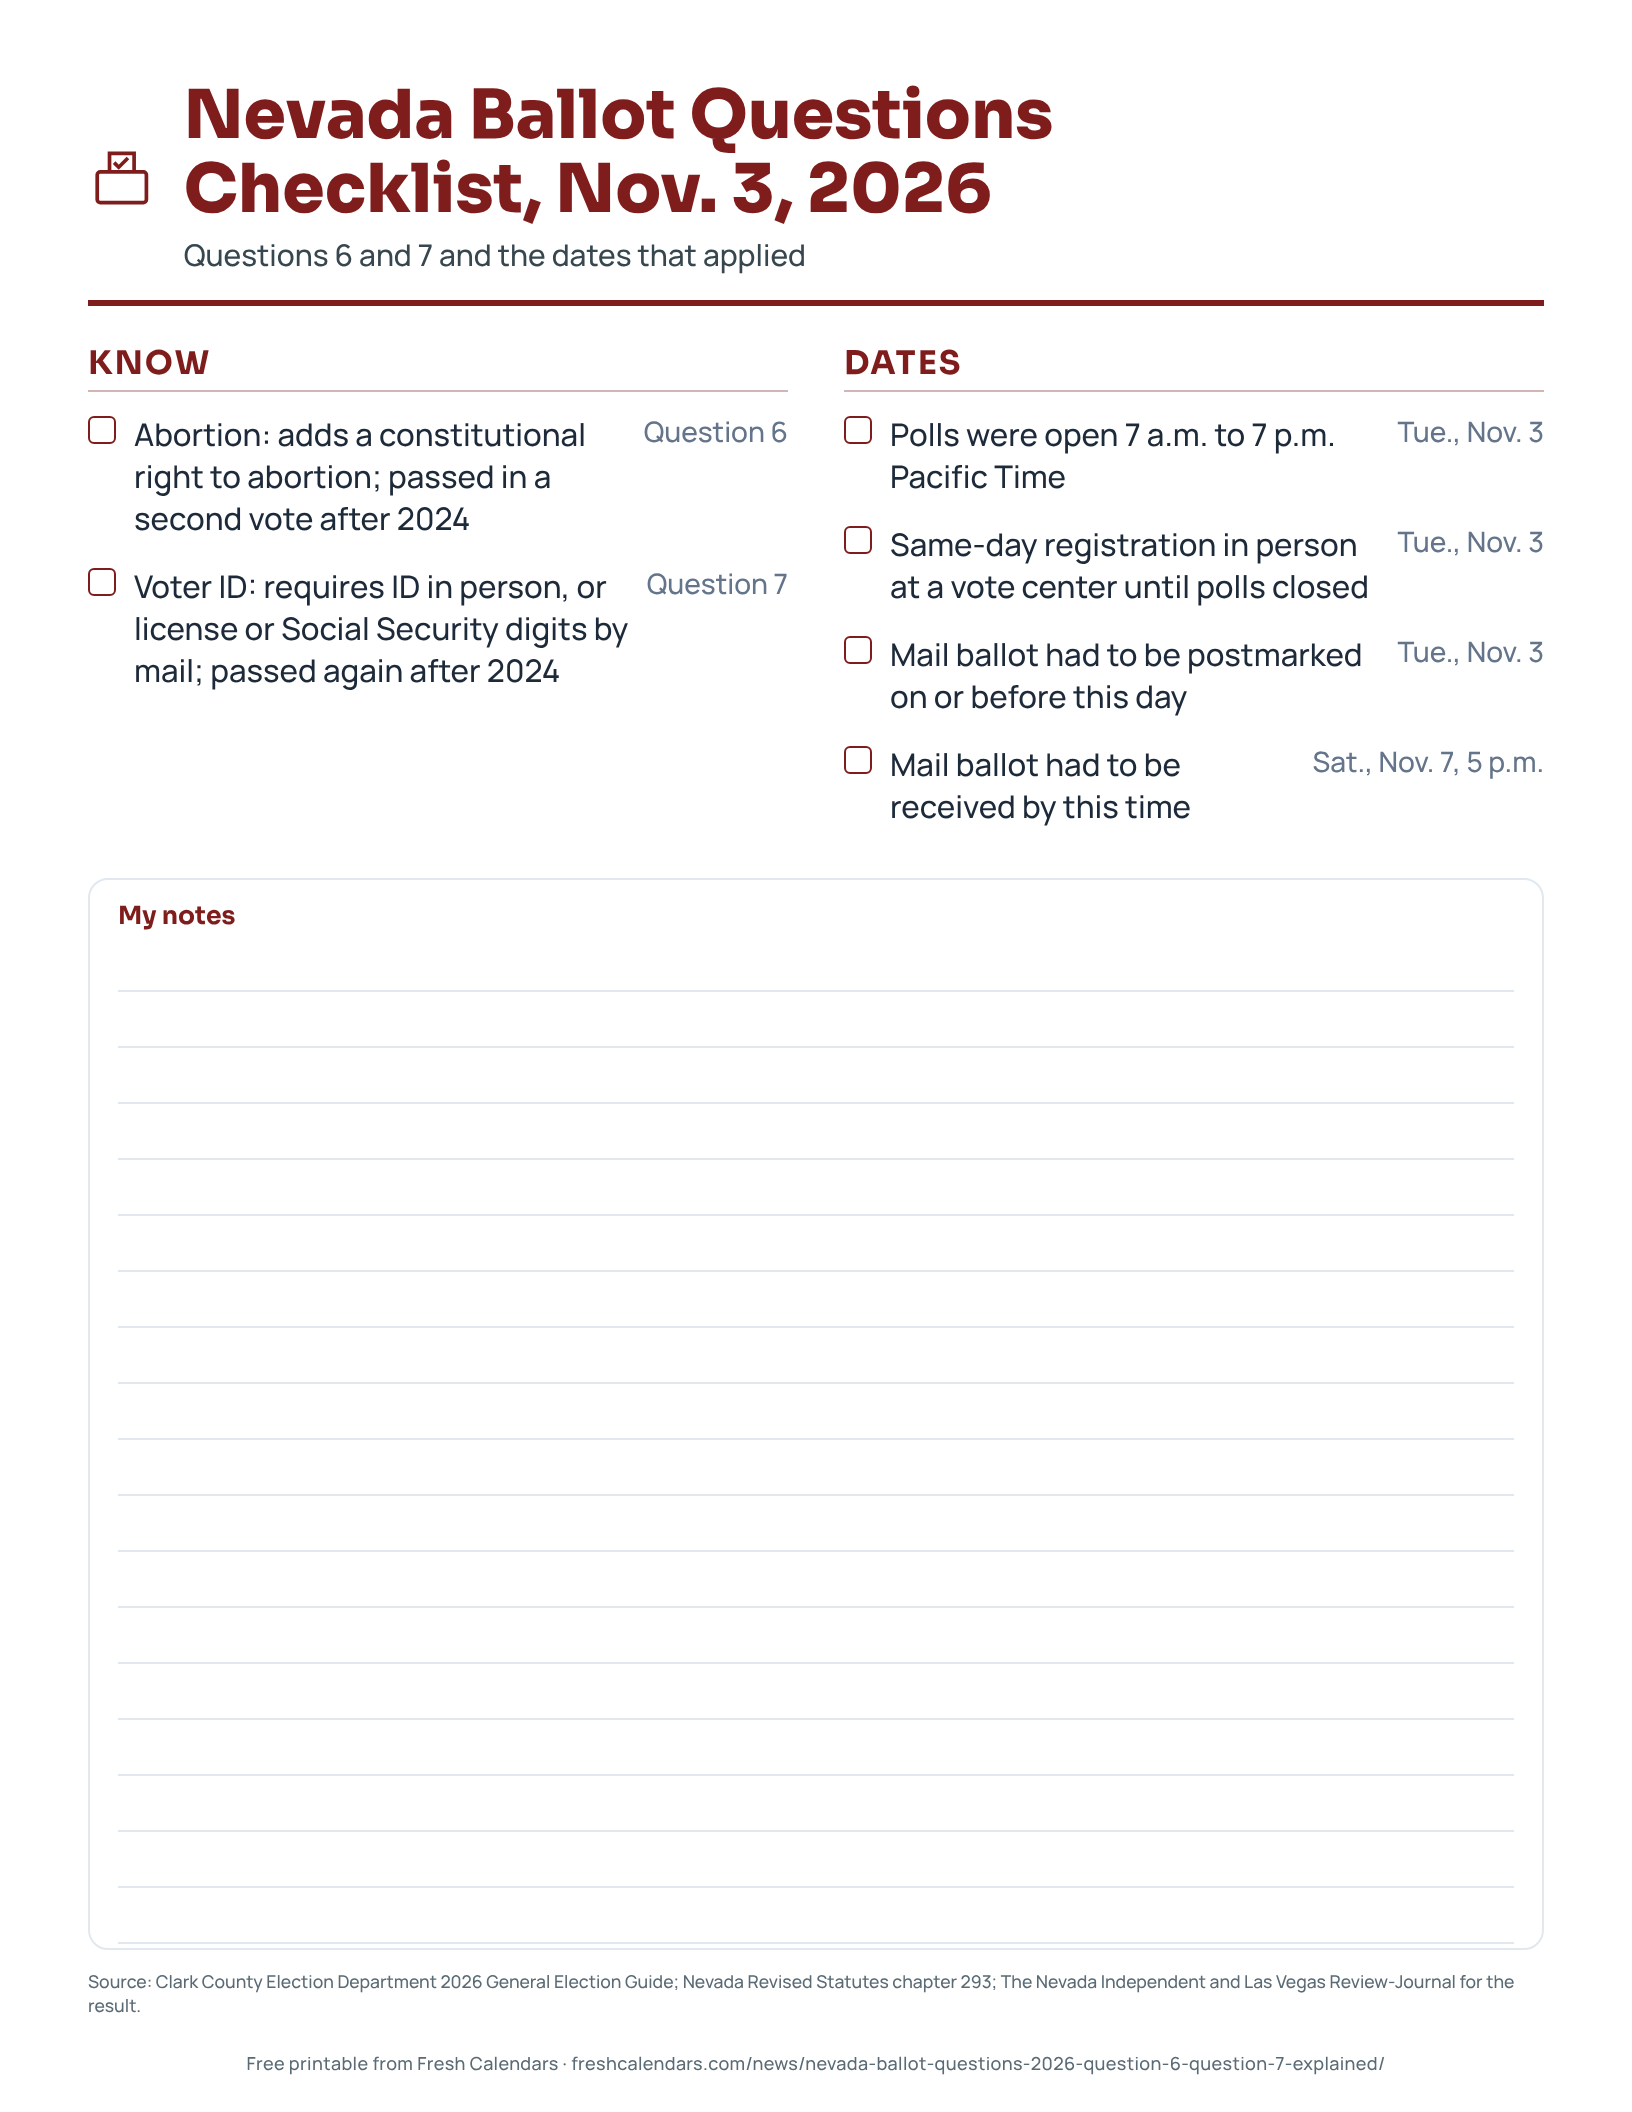 Nevada Ballot Questions
Checklist, Nov. 3, 2026
Questions 6 and 7 and the dates that applied
KNOW
Abortion: adds a constitutional Question 6
right to abortion; passed in a
second vote after 2024
Voter ID: requires ID in person, or Question 7
license or Social Security digits by
mail; passed again after 2024
DATES
Polls were open 7 a.m. to 7 p.m. Tue., Nov. 3
Pacific Time
Same-day registration in person Tue., Nov. 3
at a vote center until polls closed
Mail ballot had to be postmarked Tue., Nov. 3
on or before this day
Mail ballot had to be Sat., Nov. 7, 5 p.m.
received by this time
My notes
Source: Clark County Election Department 2026 General Election Guide; Nevada Revised Statutes chapter 293; The Nevada Independent and Las Vegas Review-Journal for the
result.
Free printable from Fresh Calendars · freshcalendars.com/news/nevada-ballot-questions-2026-question-6-question-7-explained/